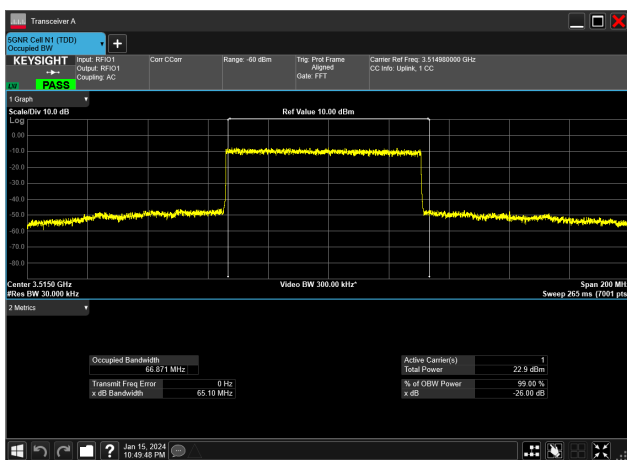 Transceiver A
5GNR Cell N1 (TDD)
Occupied BW
KEYSIGHT
LXI
PASS
Input: RFIO1
Output: RFIO1
Coupling: AC
Corr CCorr
Range: -60 dBm
Trig: Prot Frame
Aligned
Gate: FFT
Carrier Ref Freq: 3.514980000 GHz
CC Info: Uplink, 1 CC
1 Graph
Scale/Div 10.0 dB
Ref Value 10.00 dBm
Log
0.00
-10.0
-20.0
-30.0
-40.0
-50.0
-60.0
-70.0
-80.0
Center 3.5150 GHz
Video BW 300.00 kHz*
Span 200 MH
#Res BW 30.000 kHz
Sweep 265 ms (7001 pts
2 Metrics
Occupied Bandwidth
66.871 MHz
Active Carrier(s) 1
Total Power 22.9 dBm
Transmit Freq Error 0 Hz
x dB Bandwidth 65.10 MHz
% of OBW Power 99.00 %
x dB -26.00 dB
Jan 15, 2024
10:49:48 PM